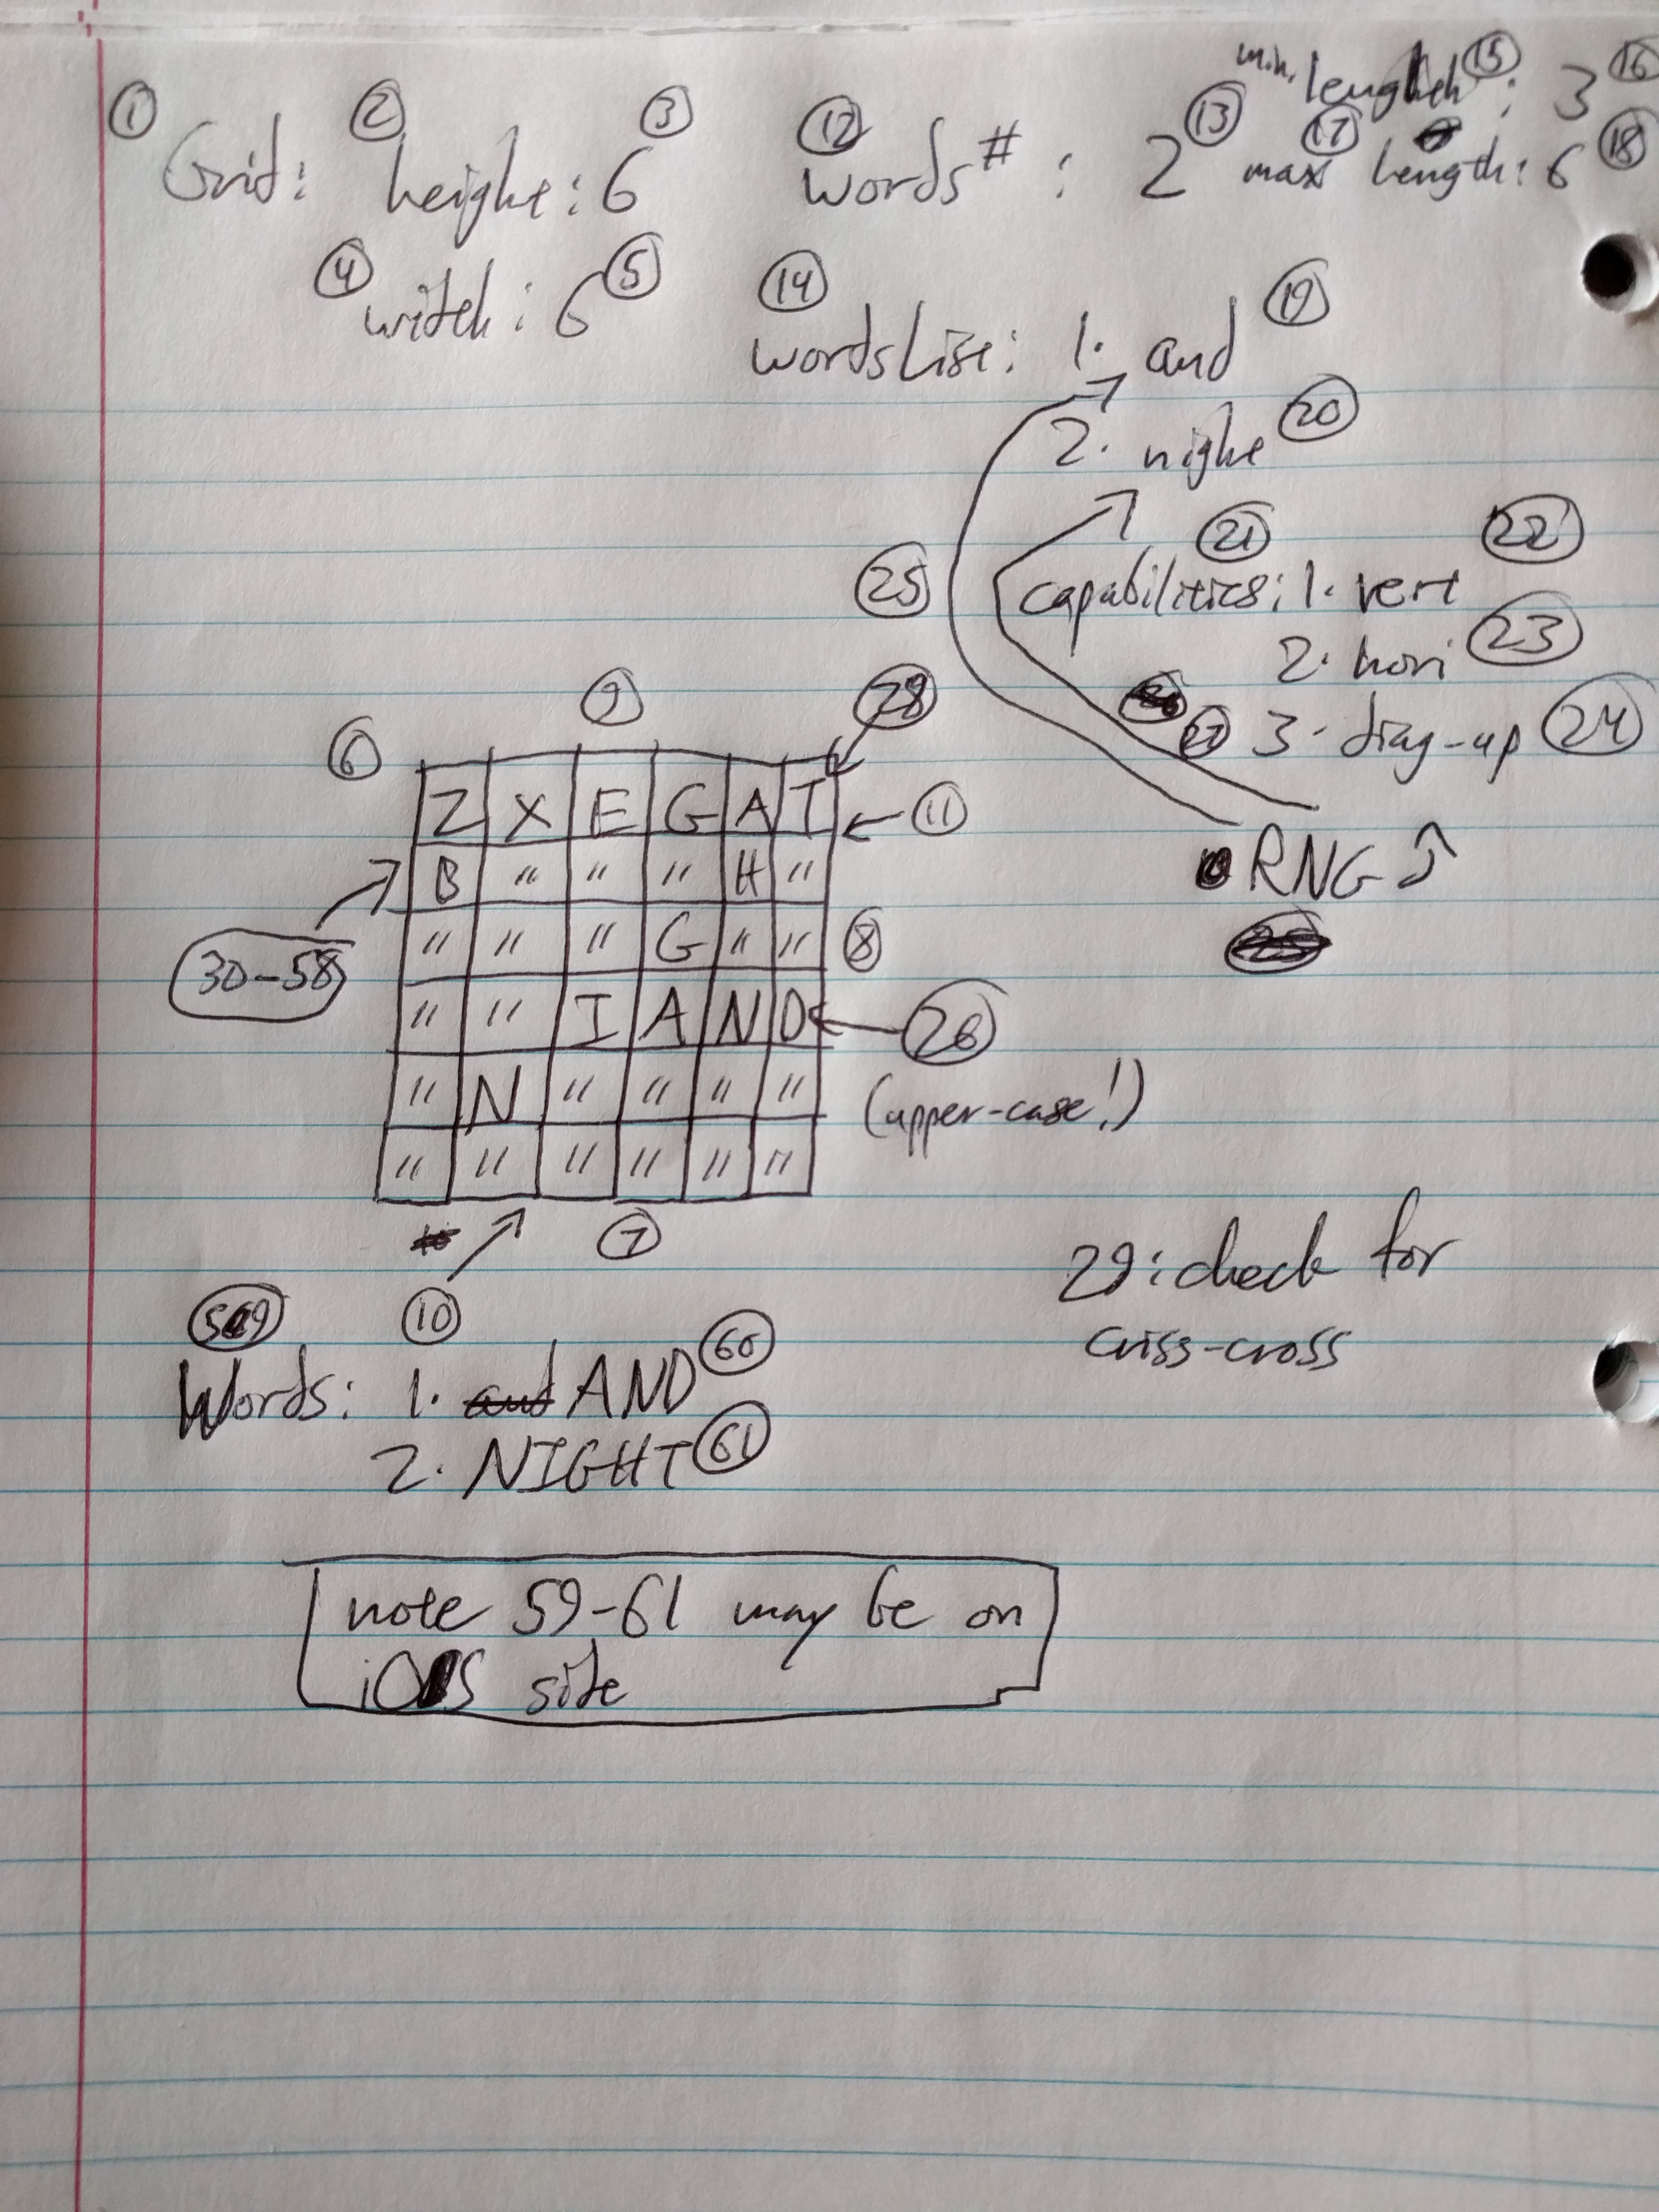 ① Grid: ② height: 6 ③ ⑫ words # : 2 ⑬ min. length ⑮ : 3 ⑯
⑰ max length: 6 ⑱
④ width: 6 ⑤
⑭ wordsList: 1. and ⑲
2. night ⑳
㉑ capabilities: 1. vert ㉒
2. hori ㉓
㉕ ㉗ 3. diag-up ㉔
RNG
⑥ ⑨ ㉘
Z X E G A T ← ⑪
B " " " H "
30-58
" " " G " " ⑧
" " I A N D ← ㉖
" N " " " " (upper-case!)
" " " " " "
⑩ ⑦
29: check for
criss-cross
59
Words: 1. and AND 60
2. NIGHT 61
note 59-61 may be on
iOS site